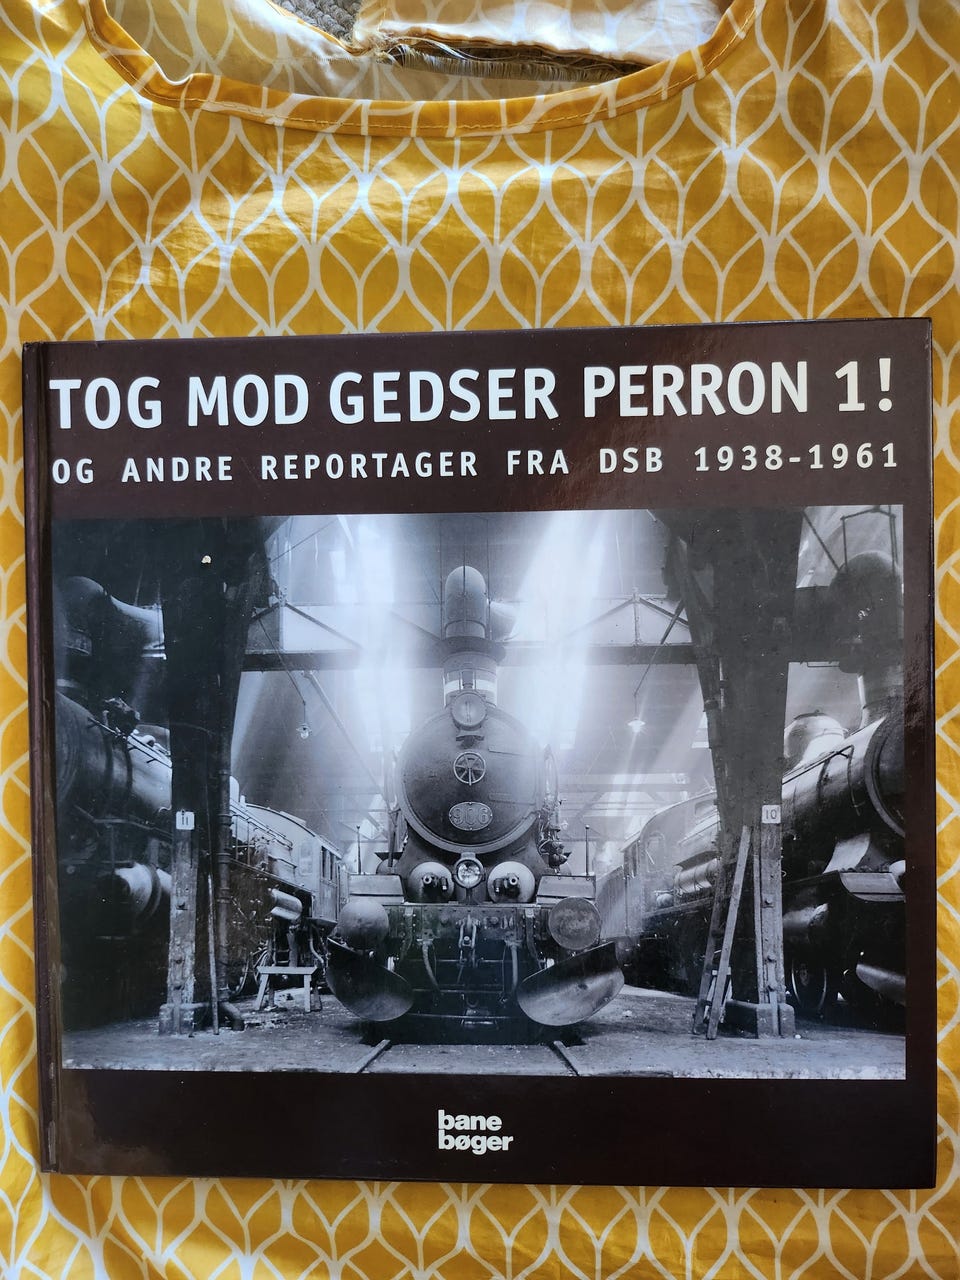 TOG MOD GEDSER PERRON 1!
OG ANDRE REPORTAGER FRA DSB 1938-1961
11
10
906
bane
bøger